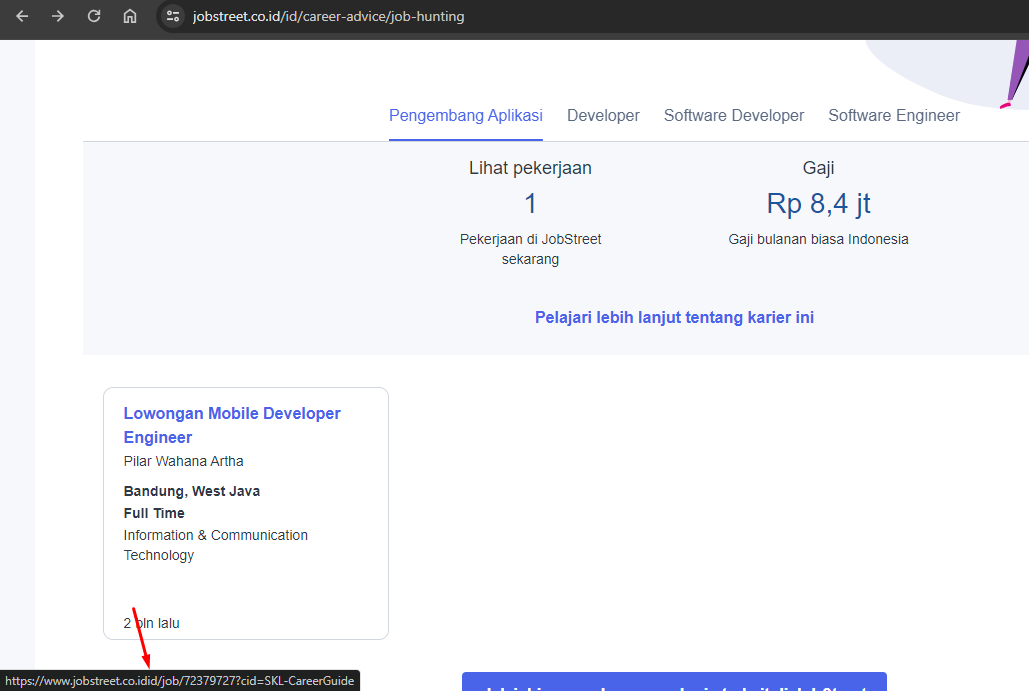 jobstreet.co.id/id/career-advice/job-hunting
Pengembang Aplikasi Developer Software Developer Software Engineer
Lihat pekerjaan
1
Pekerjaan di JobStreet
sekarang
Gaji
Rp 8,4 jt
Gaji bulanan biasa Indonesia
Pelajari lebih lanjut tentang karier ini
Lowongan Mobile Developer
Engineer
Pilar Wahana Artha
Bandung, West Java
Full Time
Information & Communication
Technology
2 bln lalu
https://www.jobstreet.co.idid/job/72379727?cid=SKL-CareerGuide